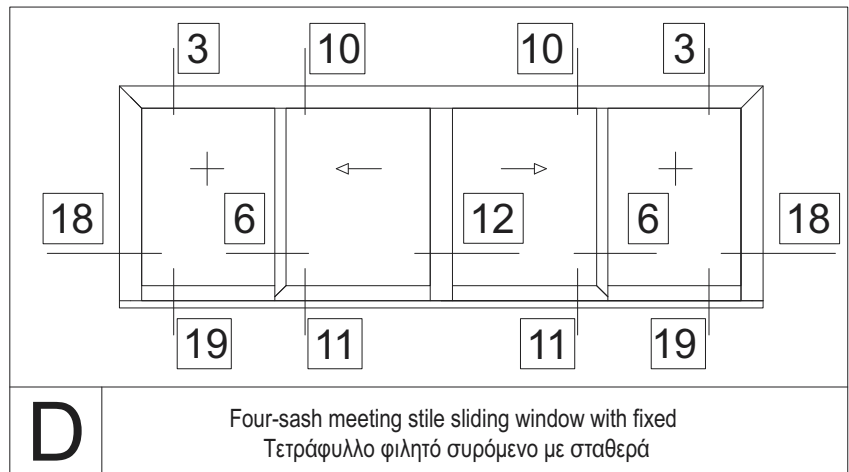 3 10 10 3
18 6 12 6 18
19 11 11 19
D
Four-sash meeting stile sliding window with fixed
Τετράφυλλο φιλητό συρόμενο με σταθερά